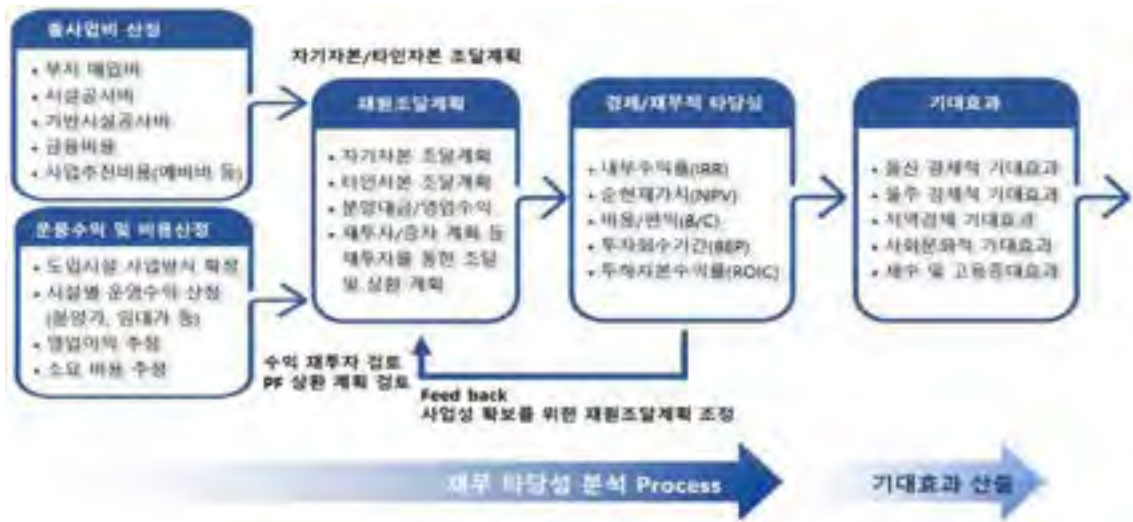 총사업비 산정
• 부지 매입비
• 시설공사비
• 기반시설공사비
• 금융비용
• 사업추진비용(예비비 등)
운용수익 및 비용산정
• 도입시설 사업방식 확정
• 시설별 운영수익 산정
(분양가, 임대가 등)
• 영업이익 추정
• 소요 비용 추정
자기자본/타인자본 조달계획
재원조달계획
• 자기자본 조달계획
• 타인자본 조달계획
• 분양대금/영업수익
• 재투자/증자 계획 등
재투자를 통한 조달
및 상환 계획
수익 재투자 검토
PF 상환 계획 검토
경제/재무적 타당성
• 내부수익률(IRR)
• 순현재가치(NPV)
• 비용/편익(B/C)
• 투자회수기간(BEP)
• 투하자본수익률(ROIC)
Feed back
사업성 확보를 위한 재원조달계획 조정
기대효과
• 울산 경제적 기대효과
• 울주 경제적 기대효과
• 지역경제 기대효과
• 사회문화적 기대효과
• 세수 및 고용증대효과
재무 타당성 분석 Process
기대효과 산출